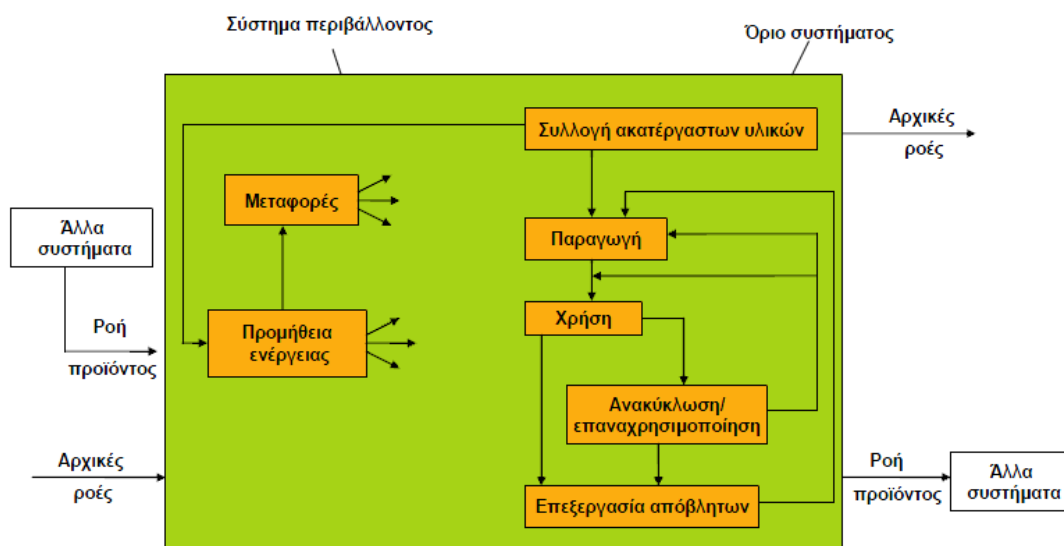 Σύστημα περιβάλλοντος
Όριο συστήματος
Συλλογή ακατέργαστων υλικών
Αρχικές
ροές
Μεταφορές
Άλλα
συστήματα
Παραγωγή
Ροή
προϊόντος
Προμήθεια
ενέργειας
Χρήση
Ανακύκλωση/
επαναχρησιμοποίηση
Αρχικές
ροές
Επεξεργασία απόβλητων
Ροή
προϊόντος
Άλλα
συστήματα